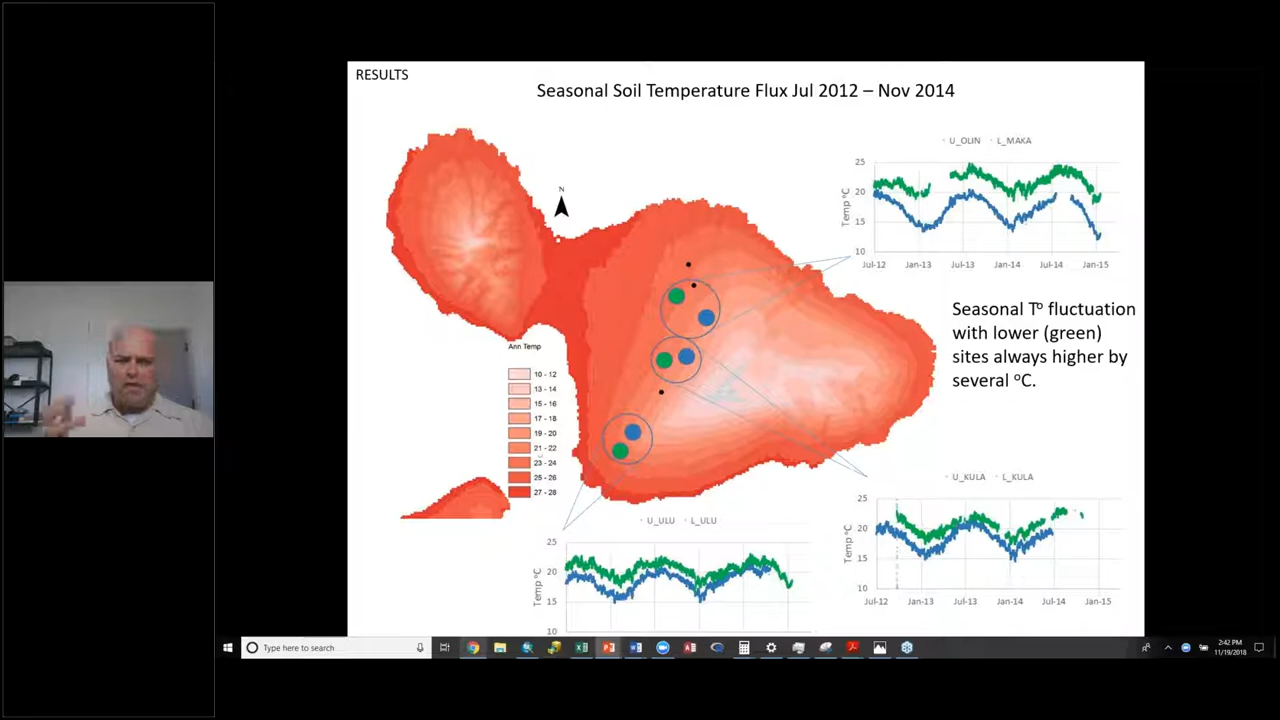 RESULTS
Seasonal Soil Temperature Flux Jul 2012 – Nov 2014
U_OLIN L_MAKA
25
20
15
10
Temp °C
Jul-12 Jan-13 Jul-13 Jan-14 Jul-14 Jan-15
N
Seasonal Tº fluctuation
with lower (green)
sites always higher by
several ºC.
Ann Temp
10 - 12
13 - 14
15 - 16
17 - 18
19 - 20
21 - 22
23 - 24
25 - 26
27 - 28
U_KULA L_KULA
25
20
15
10
Temp °C
Jul-12 Jan-13 Jul-13 Jan-14 Jul-14 Jan-15
U_ULU L_ULU
25
20
15
10
Temp °C
Type here to search
2:42 PM
11/19/2018